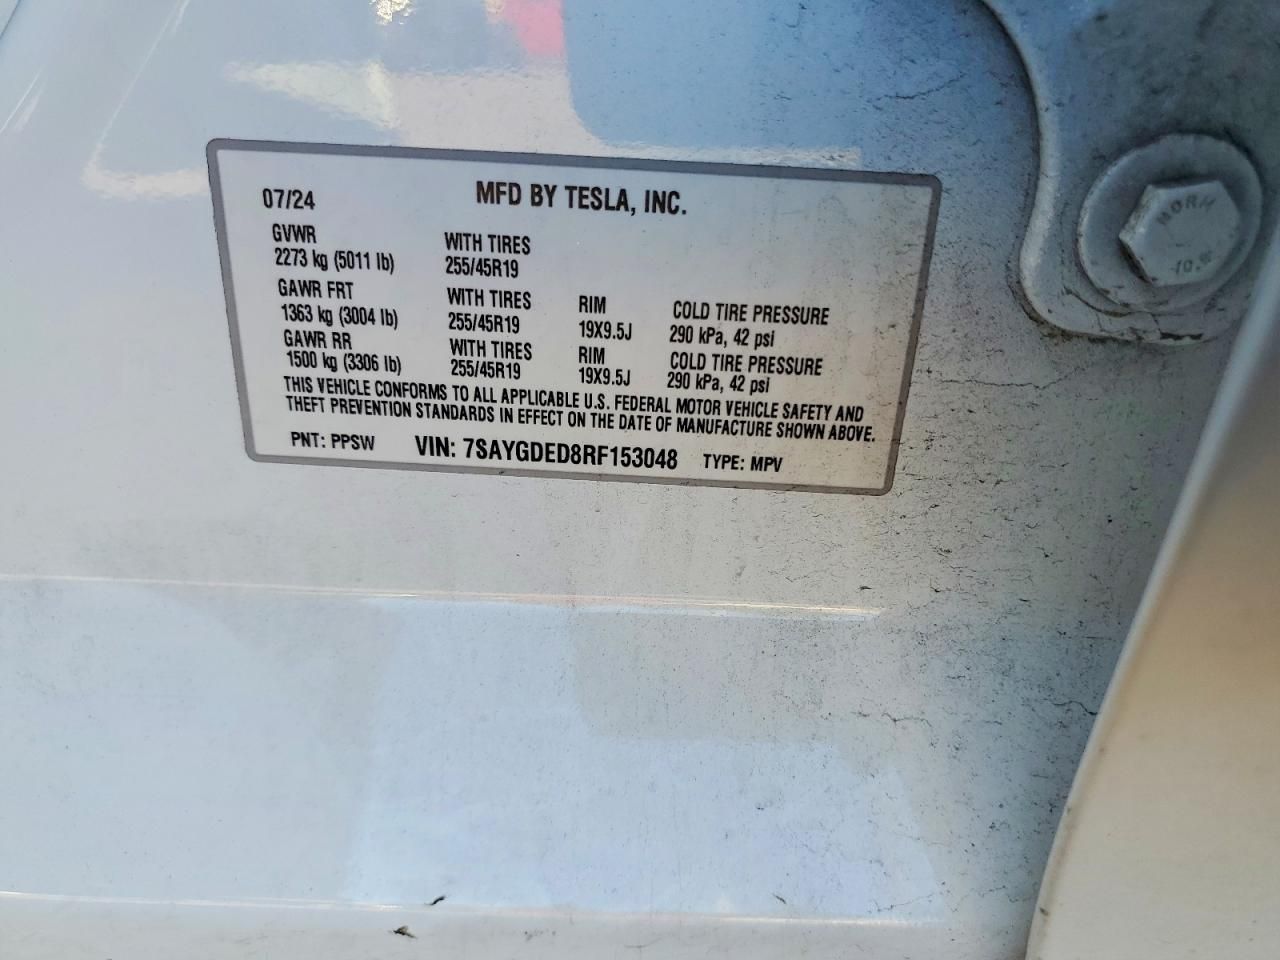 07/24 MFD BY TESLA, INC.
GVWR
2273 kg (5011 lb)
WITH TIRES
255/45R19
GAWR FRT
1363 kg (3004 lb)
WITH TIRES
255/45R19
RIM
19X9.5J
COLD TIRE PRESSURE
290 kPa, 42 psi
GAWR RR
1500 kg (3306 lb)
WITH TIRES
255/45R19
RIM
19X9.5J
COLD TIRE PRESSURE
290 kPa, 42 psi
THIS VEHICLE CONFORMS TO ALL APPLICABLE U.S. FEDERAL MOTOR VEHICLE SAFETY AND
THEFT PREVENTION STANDARDS IN EFFECT ON THE DATE OF MANUFACTURE SHOWN ABOVE.
PNT: PPSW VIN: 7SAYGDED8RF153048 TYPE: MPV